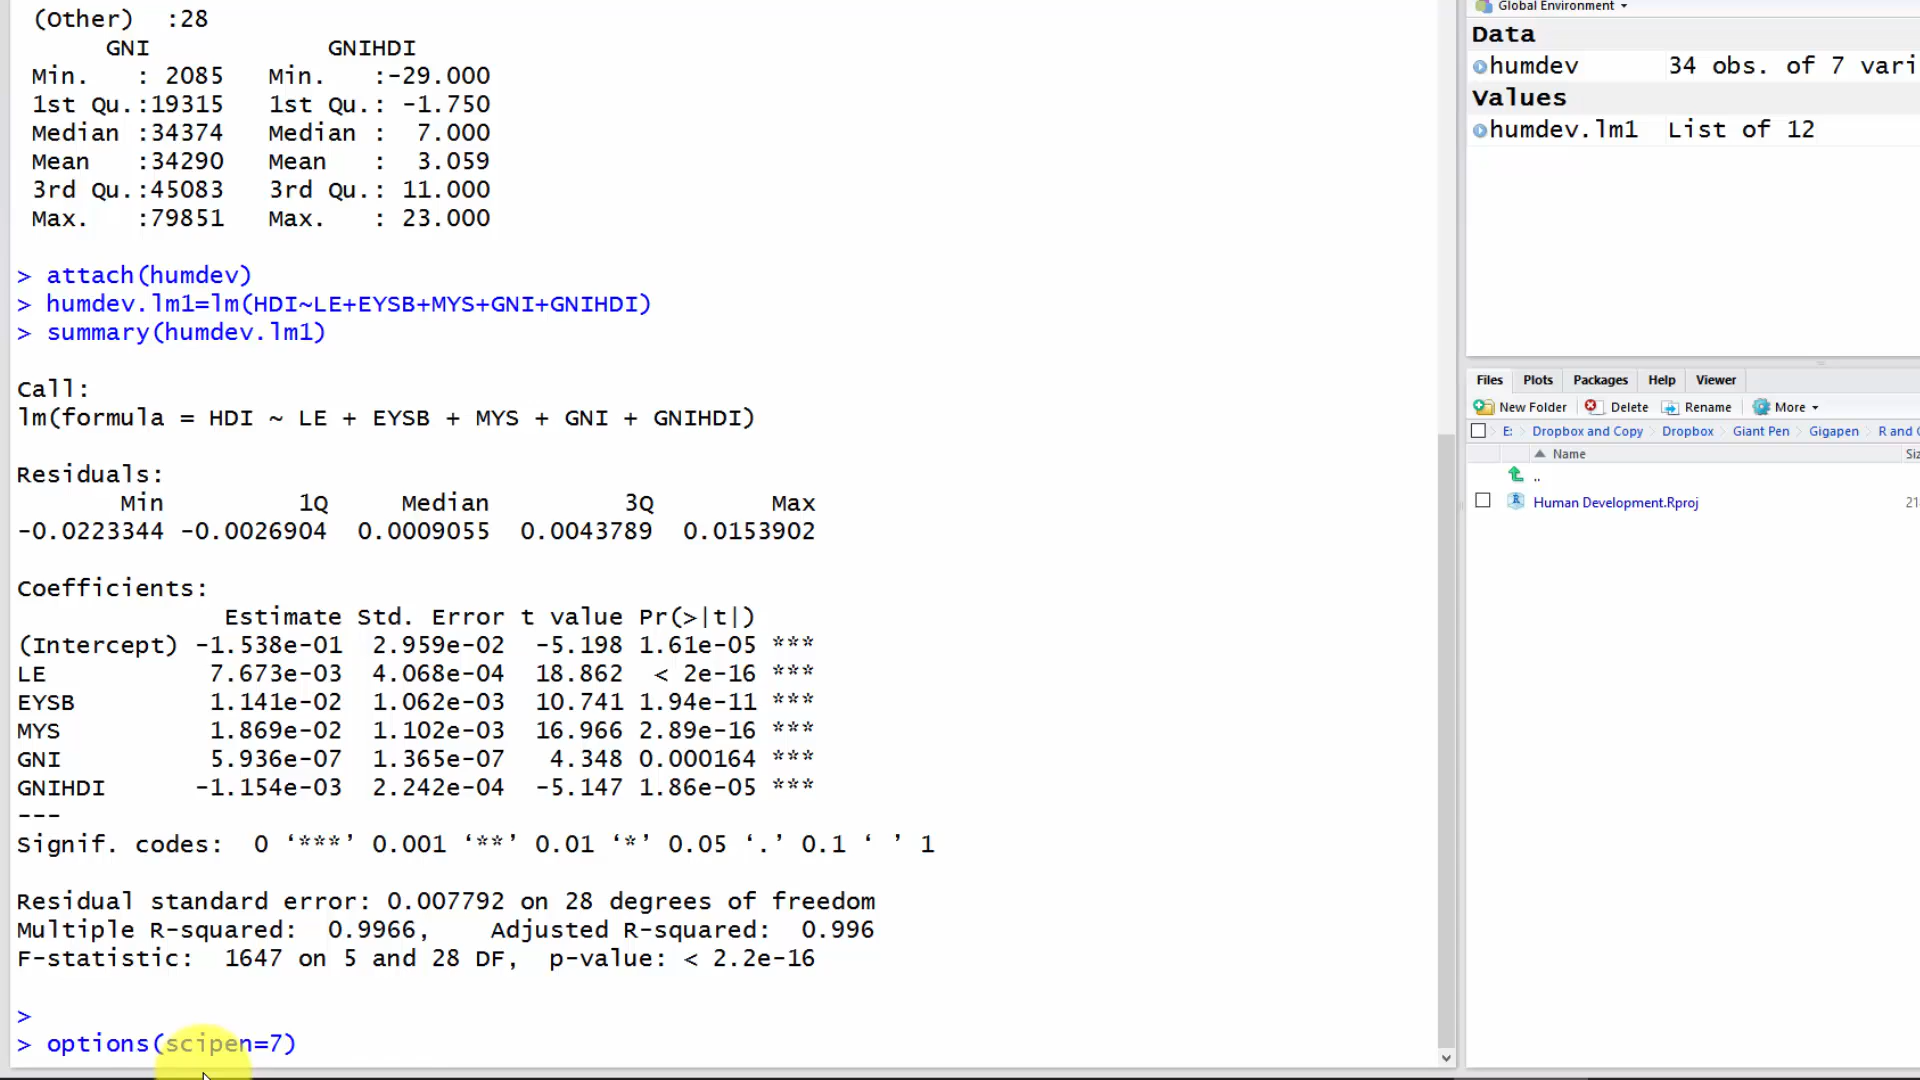 (Other)  :28
      GNI            GNIHDI
 Min.   : 2085   Min.   :-29.000
 1st Qu.:19315   1st Qu.: -1.750
 Median :34374   Median :  7.000
 Mean   :34290   Mean   :  3.059
 3rd Qu.:45083   3rd Qu.: 11.000
 Max.   :79851   Max.   : 23.000
> attach(humdev)
> humdev.lm1=lm(HDI~LE+EYSB+MYS+GNI+GNIHDI)
> summary(humdev.lm1)
Call:
lm(formula = HDI ~ LE + EYSB + MYS + GNI + GNIHDI)
Residuals:
       Min         1Q     Median         3Q        Max
-0.0223344 -0.0026904  0.0009055  0.0043789  0.0153902
Coefficients:
              Estimate Std. Error t value Pr(>|t|)
(Intercept) -1.538e-01  2.959e-02  -5.198 1.61e-05 ***
LE           7.673e-03  4.068e-04  18.862  < 2e-16 ***
EYSB         1.141e-02  1.062e-03  10.741 1.94e-11 ***
MYS          1.869e-02  1.102e-03  16.966 2.89e-16 ***
GNI          5.936e-07  1.365e-07   4.348 0.000164 ***
GNIHDI      -1.154e-03  2.242e-04  -5.147 1.86e-05 ***
---
Signif. codes:  0 ‘***’ 0.001 ‘**’ 0.01 ‘*’ 0.05 ‘.’ 0.1 ‘ ’ 1
Residual standard error: 0.007792 on 28 degrees of freedom
Multiple R-squared:  0.9966,    Adjusted R-squared:  0.996
F-statistic:  1647 on 5 and 28 DF,  p-value: < 2.2e-16
>
> options(scipen=7)
Global Environment
Data
humdev 34 obs. of 7 vari
Values
humdev.lm1 List of 12
Files Plots Packages Help Viewer
New Folder Delete Rename More
E: Dropbox and Copy Dropbox Giant Pen Gigapen R and
Name
..
Human Development.Rproj 21